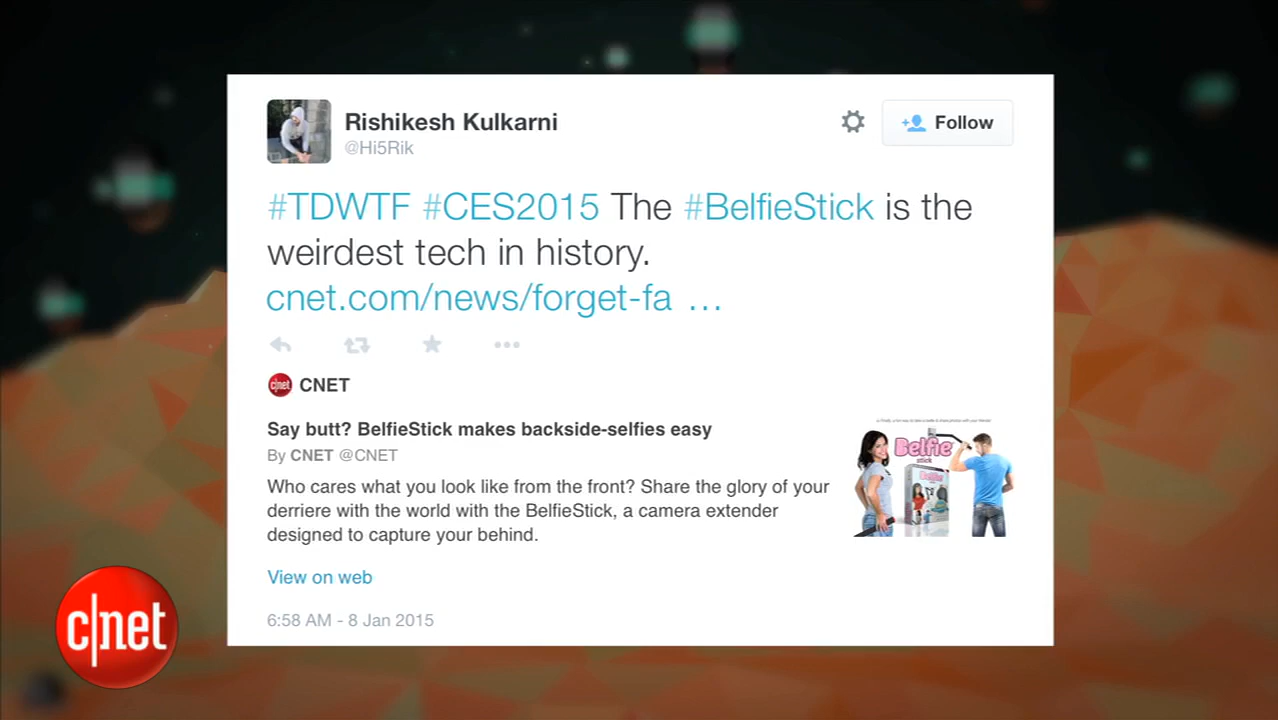 Rishikesh Kulkarni
@Hi5Rik
Follow
#TDWTF #CES2015 The #BelfieStick is the
weirdest tech in history.
cnet.com/news/forget-fa ...
c|net CNET
Say butt? BelfieStick makes backside-selfies easy
By CNET @CNET
Who cares what you look like from the front? Share the glory of your
derriere with the world with the BelfieStick, a camera extender
designed to capture your behind.
Belfie
stick
View on web
6:58 AM - 8 Jan 2015
c|net